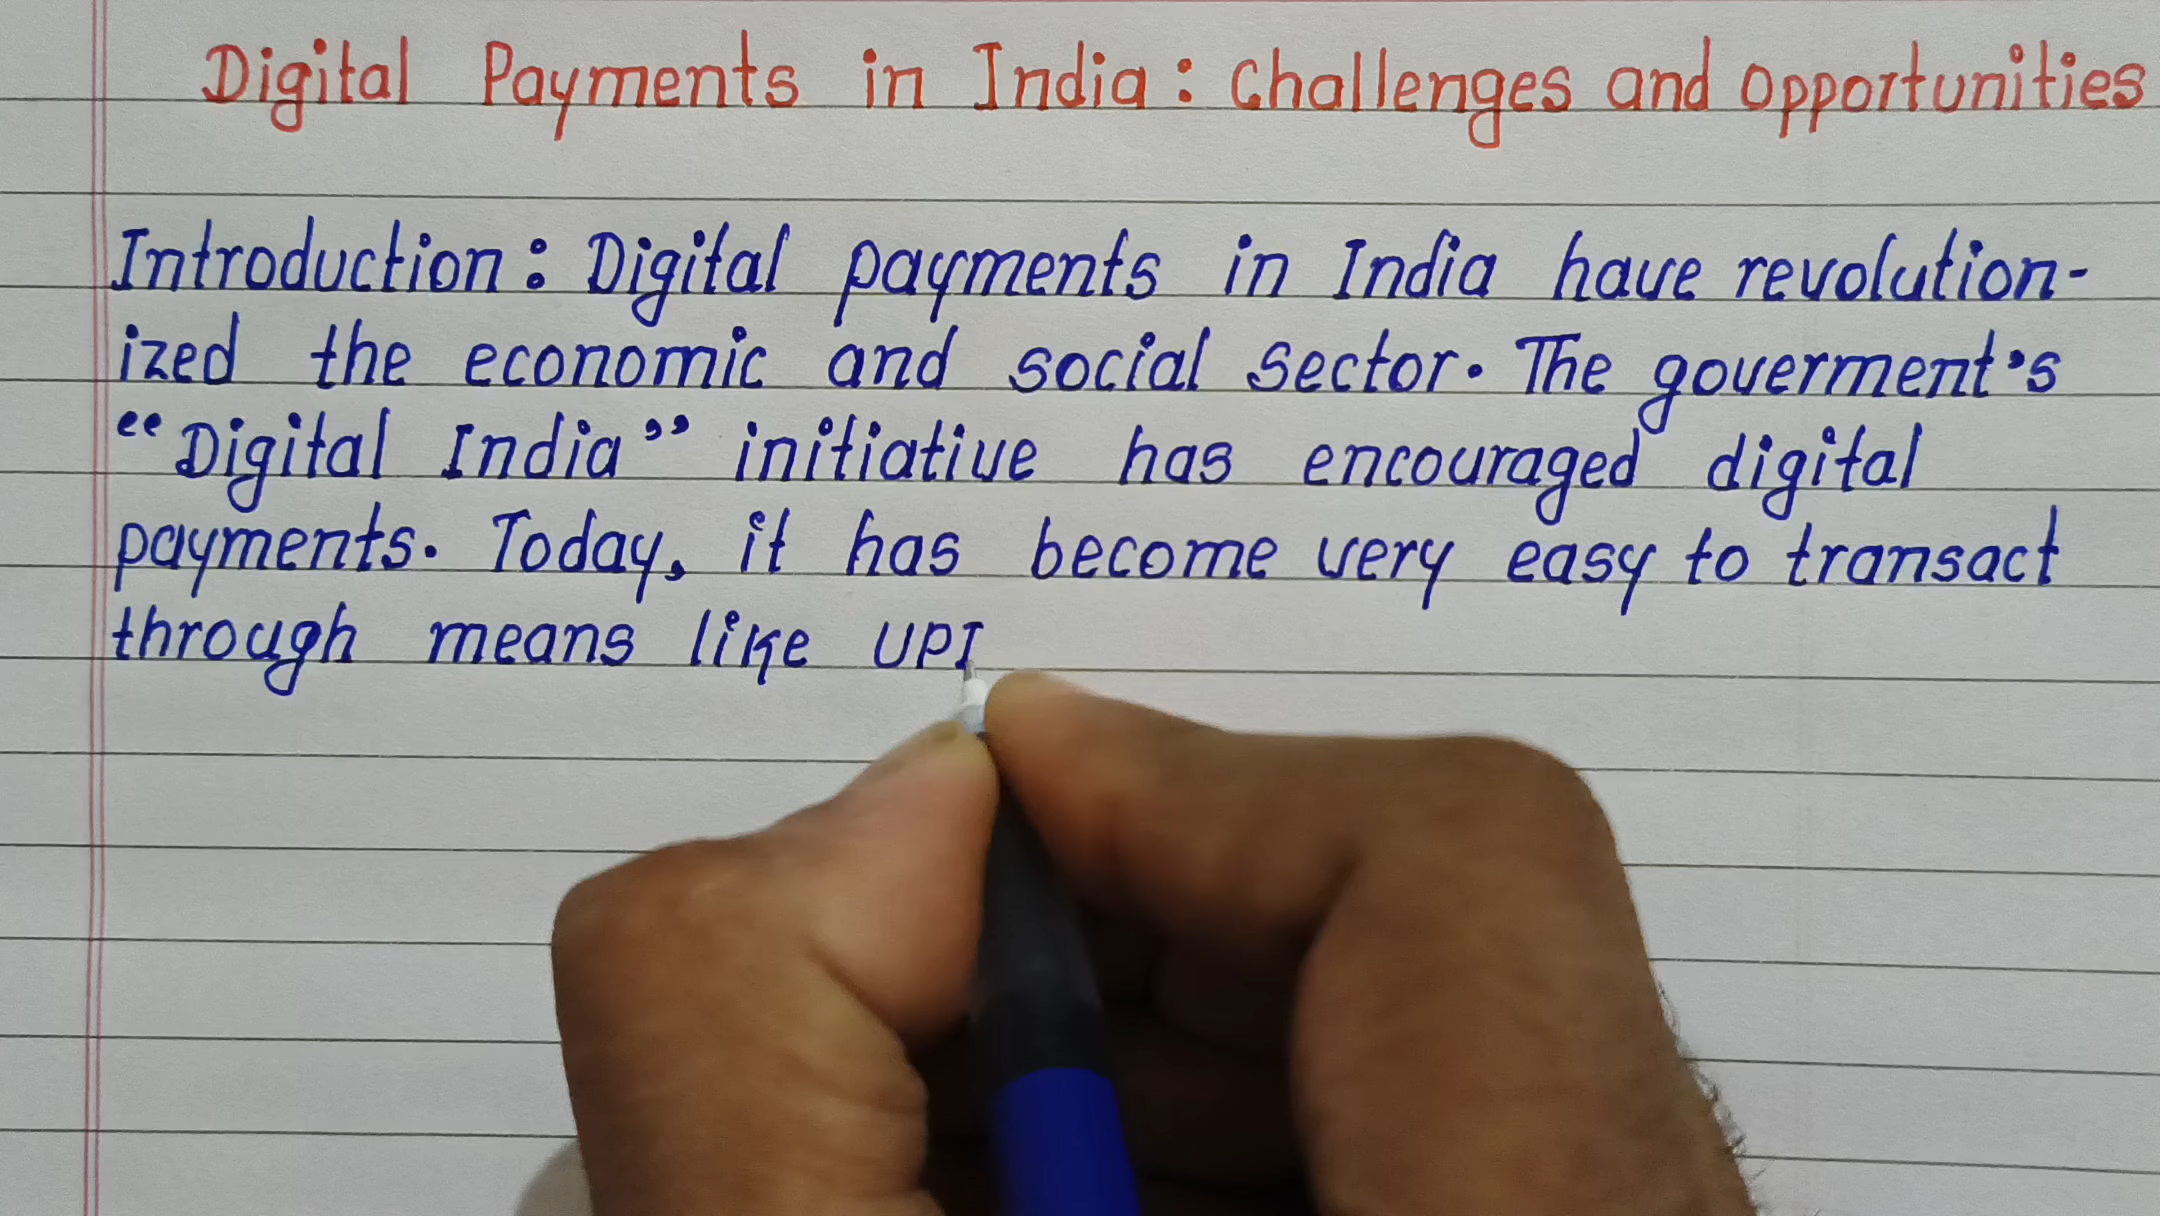 Digital Payments in India: Challenges and Opportunities
Introduction: Digital payments in India have revolution-
ized the economic and social sector. The goverment's
“Digital India” initiative has encouraged digital
payments. Today, it has become very easy to transact
through means like UPI